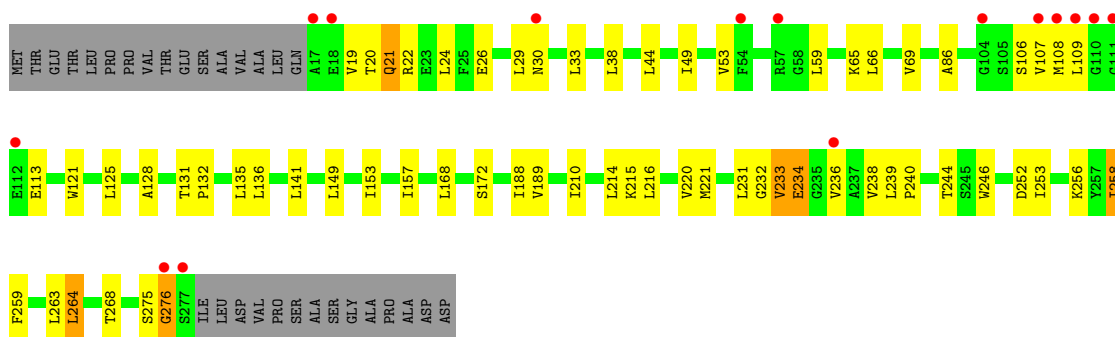 MET THR GLU THR LEU PRO PRO VAL THR GLU SER ALA VAL ALA LEU GLN A17 E18 V19 T20 Q21 R22 E23 L24 F25 E26 L29 N30 L33 L38 L44 I49 V53 F54 R57 G58 L59 K65 L66 V69 A86 G104 S105 S106 V107 M108 L109 G110 G111
E112 E113 W121 L125 A128 T131 P132 L135 L136 L141 L149 I153 I157 L168 S172 I188 V189 I210 L214 K215 L216 V220 M221 L231 G232 V233 E234 G235 V236 A237 V238 L239 P240 T244 S245 W246 D252 I253 K256 Y257 I258
F259 L263 L264 T268 S275 G276 S277 ILE LEU ASP VAL PRO SER ALA SER GLY ALA PRO ALA ASP ASP